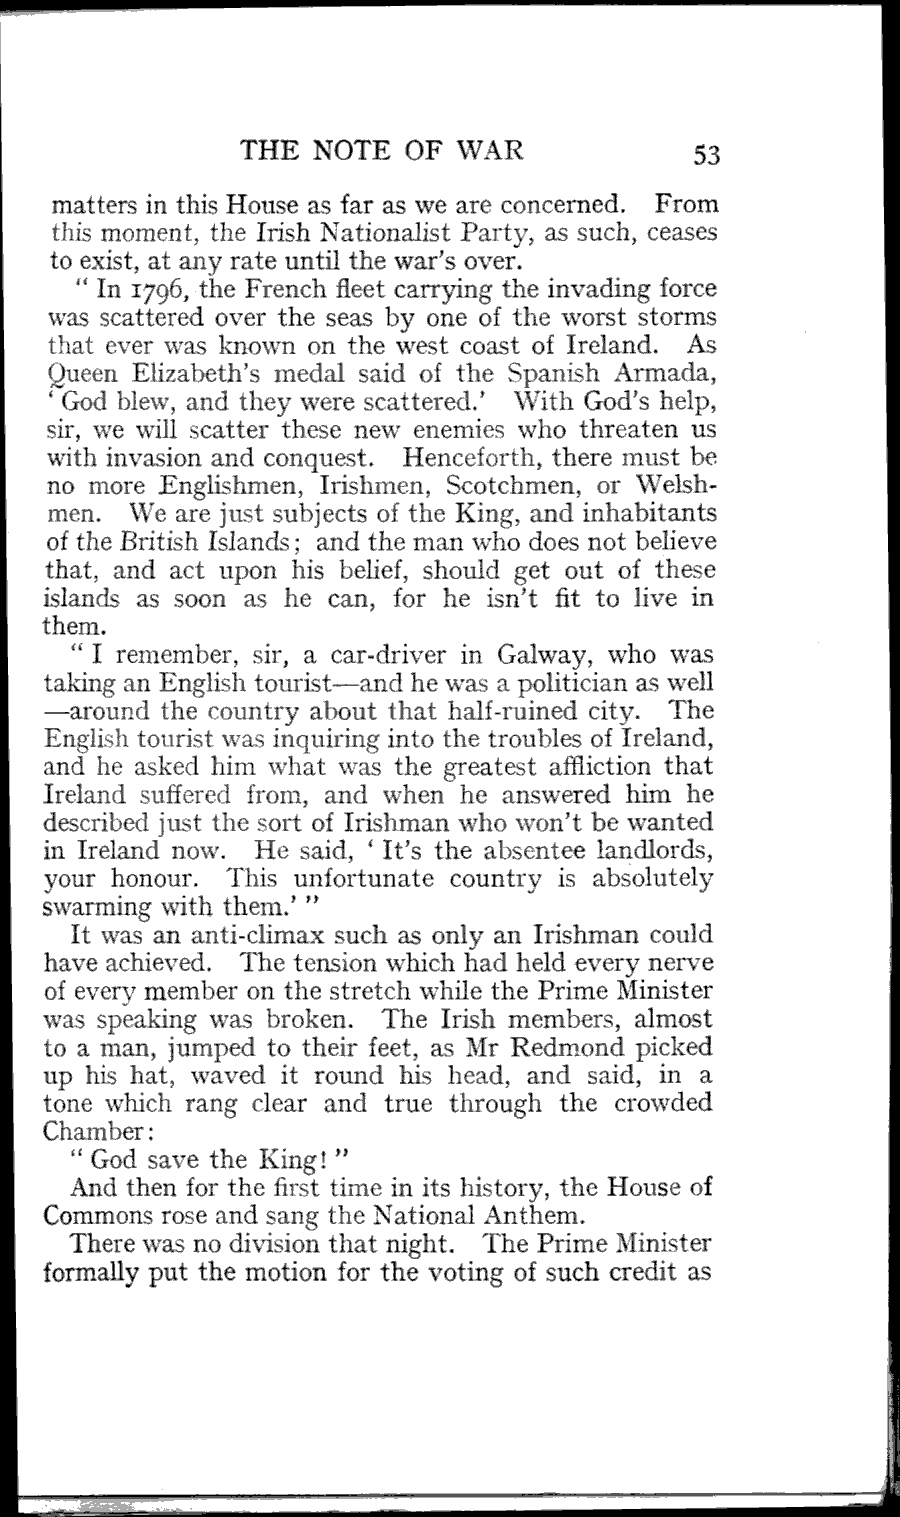 THE NOTE OF WAR 53
matters in this House as far as we are concerned. From
this moment, the Irish Nationalist Party, as such, ceases
to exist, at any rate until the war's over.
" In 1796, the French fleet carrying the invading force
was scattered over the seas by one of the worst storms
that ever was known on the west coast of Ireland. As
Queen Elizabeth's medal said of the Spanish Armada,
' God blew, and they were scattered.' With God's help,
sir, we will scatter these new enemies who threaten us
with invasion and conquest. Henceforth, there must be
no more Englishmen, Irishmen, Scotchmen, or Welsh-
men. We are just subjects of the King, and inhabitants
of the British Islands; and the man who does not believe
that, and act upon his belief, should get out of these
islands as soon as he can, for he isn't fit to live in
them.
" I remember, sir, a car-driver in Galway, who was
taking an English tourist—and he was a politician as well
—around the country about that half-ruined city. The
English tourist was inquiring into the troubles of Ireland,
and he asked him what was the greatest affliction that
Ireland suffered from, and when he answered him he
described just the sort of Irishman who won't be wanted
in Ireland now. He said, ' It's the absentee landlords,
your honour. This unfortunate country is absolutely
swarming with them.' "
It was an anti-climax such as only an Irishman could
have achieved. The tension which had held every nerve
of every member on the stretch while the Prime Minister
was speaking was broken. The Irish members, almost
to a man, jumped to their feet, as Mr Redmond picked
up his hat, waved it round his head, and said, in a
tone which rang clear and true through the crowded
Chamber:
" God save the King! "
And then for the first time in its history, the House of
Commons rose and sang the National Anthem.
There was no division that night. The Prime Minister
formally put the motion for the voting of such credit as